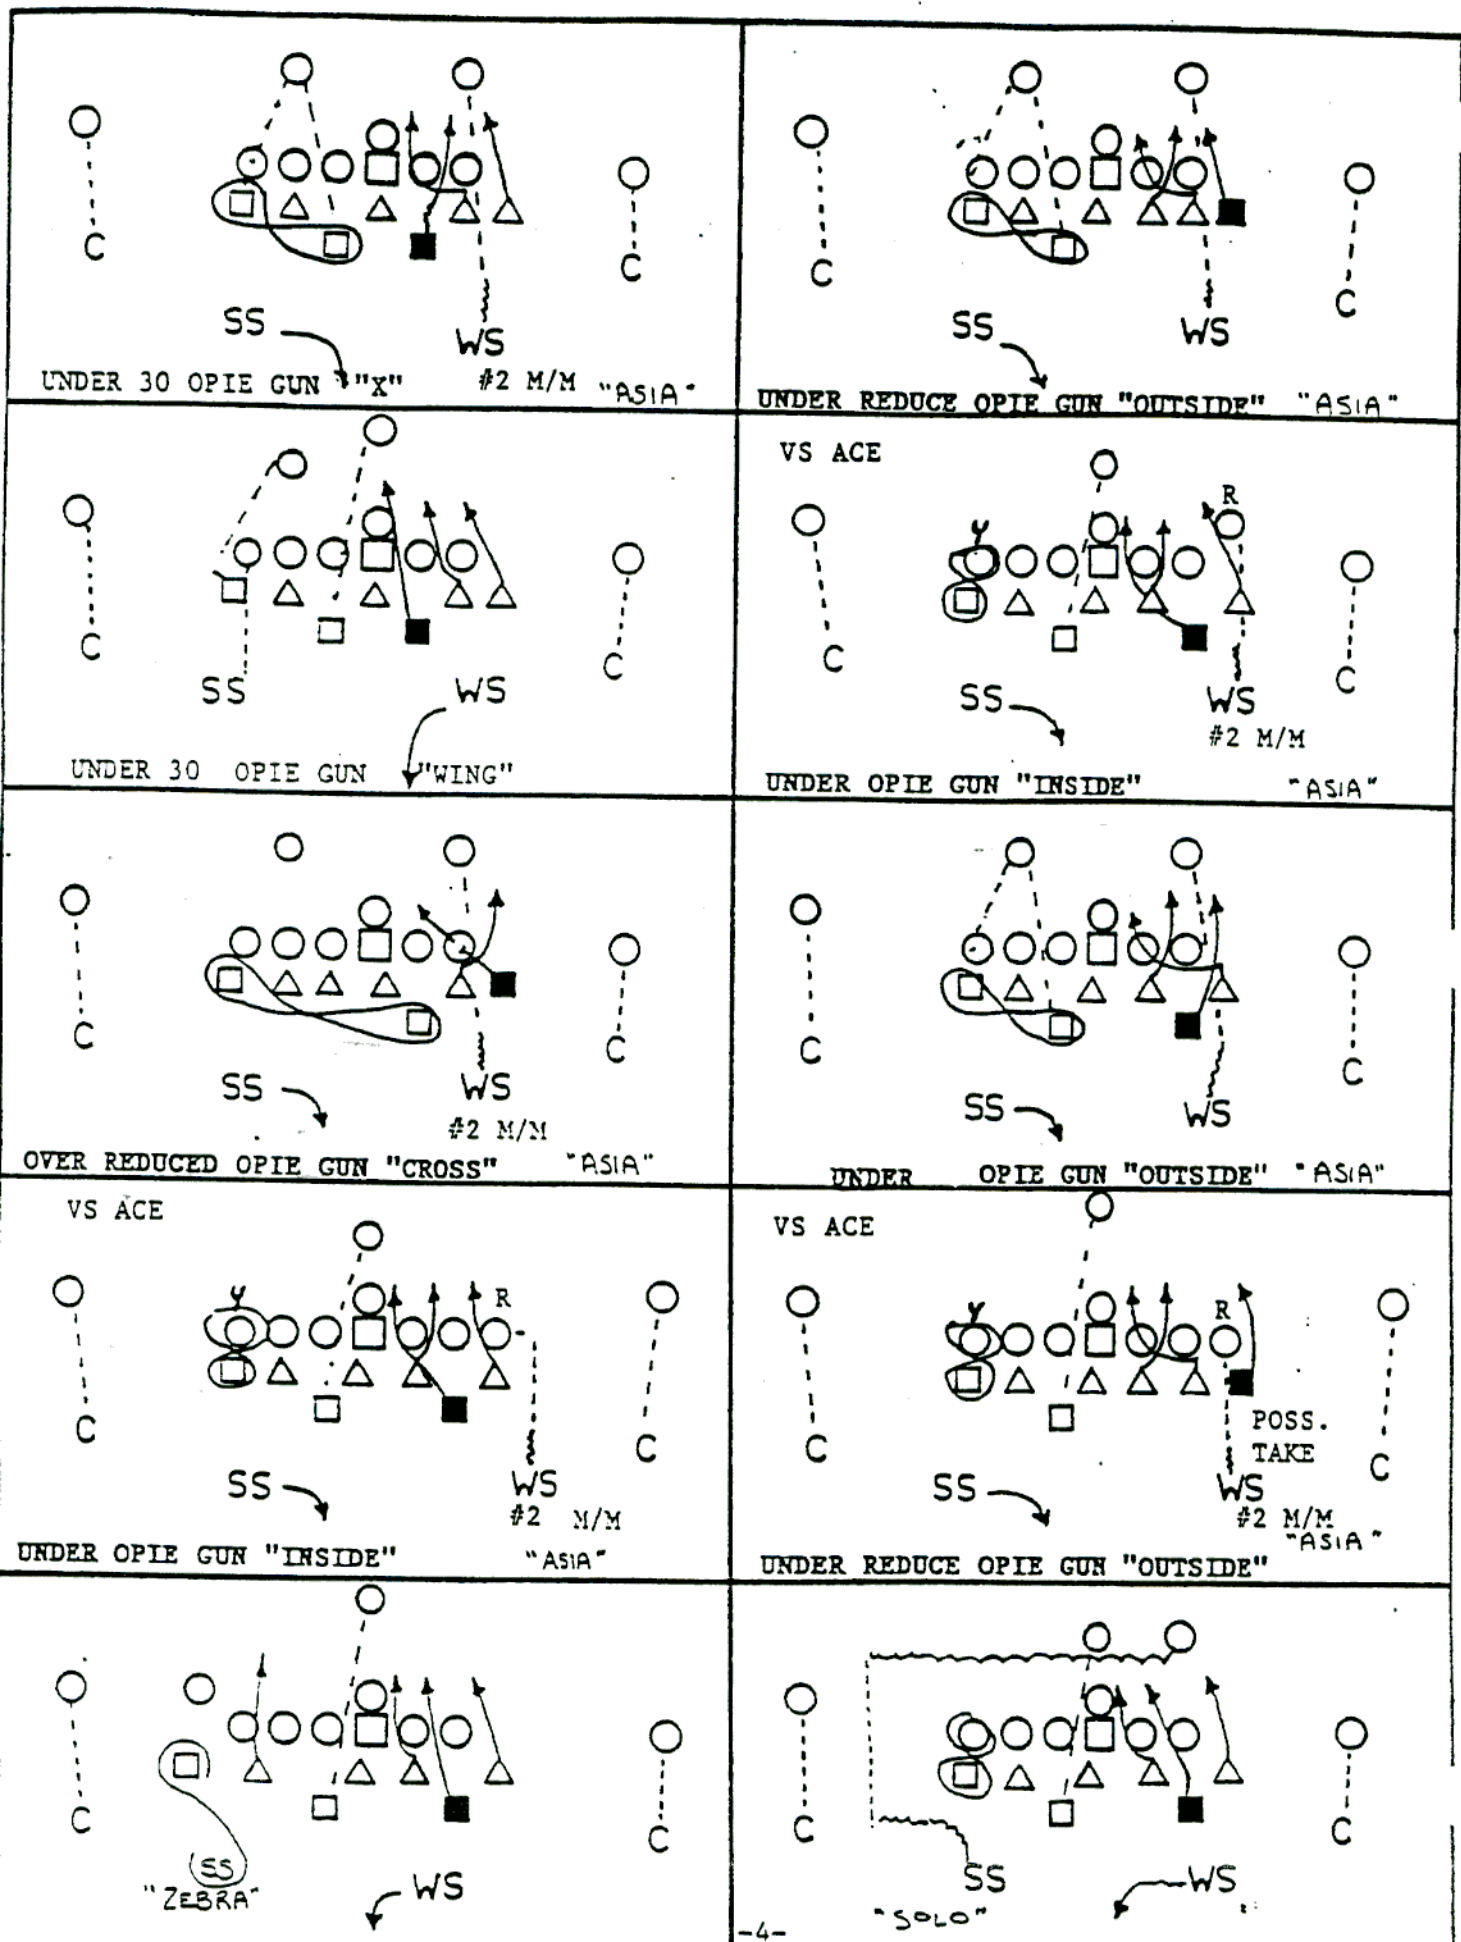 C
C
SS
WS
UNDER 30 OPIE GUN "X" #2 M/M "ASIA"
C
C
SS
WS
UNDER REDUCE OPIE GUN "OUTSIDE" "ASIA"
C
C
SS
WS
UNDER 30 OPIE GUN "WING"
VS ACE
R
Y
C
C
SS
WS
#2 M/M
UNDER OPIE GUN "INSIDE" "ASIA"
C
C
SS
WS
#2 M/M
OVER REDUCED OPIE GUN "CROSS" "ASIA"
C
C
SS
WS
UNDER OPIE GUN "OUTSIDE" "ASIA"
VS ACE
Y
R
C
C
SS
WS
#2 M/M
UNDER OPIE GUN "INSIDE" "ASIA"
VS ACE
Y
R
POSS.
TAKE
C
C
SS
WS
#2 M/M
"ASIA"
UNDER REDUCE OPIE GUN "OUTSIDE"
C
C
SS
WS
"ZEBRA"
C
C
SS
WS
"SOLO"
-4-